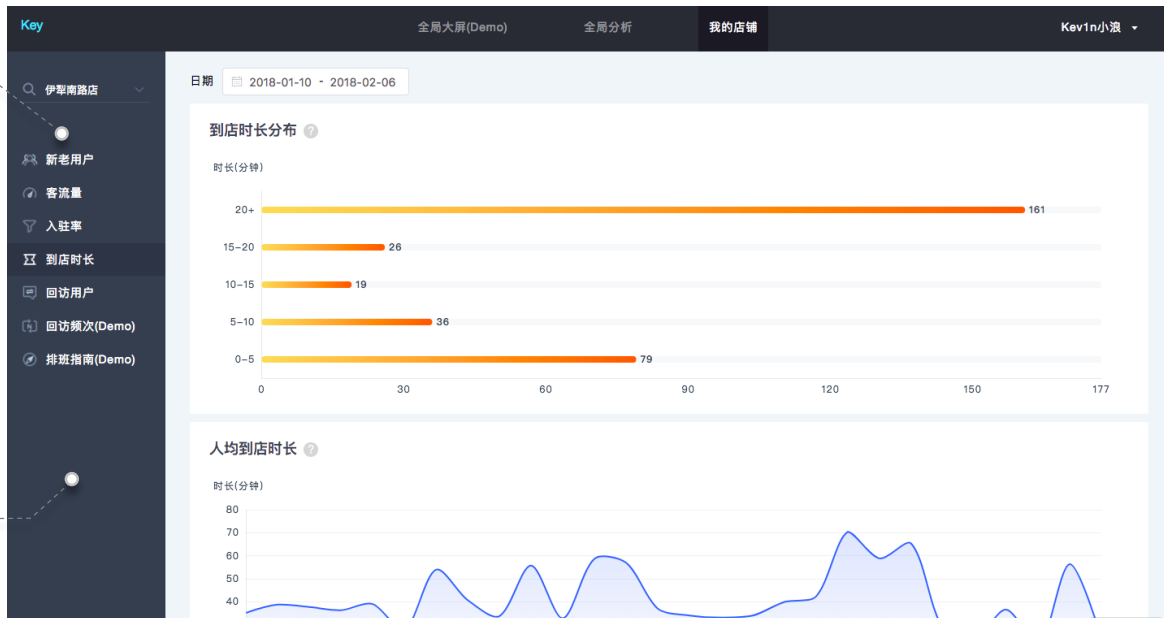 Key 全局大屏(Demo) 全局分析 我的店铺 Kev1n小浪
伊犁南路店
新老用户
客流量
入驻率
到店时长
回访用户
回访频次(Demo)
排班指南(Demo)
日期 2018-01-10 - 2018-02-06
到店时长分布 ?
时长(分钟)
20+ 161
15-20 26
10-15 19
5-10 36
0-5 79
0 30 60 90 120 150 177
人均到店时长 ?
时长(分钟)
80
70
60
50
40